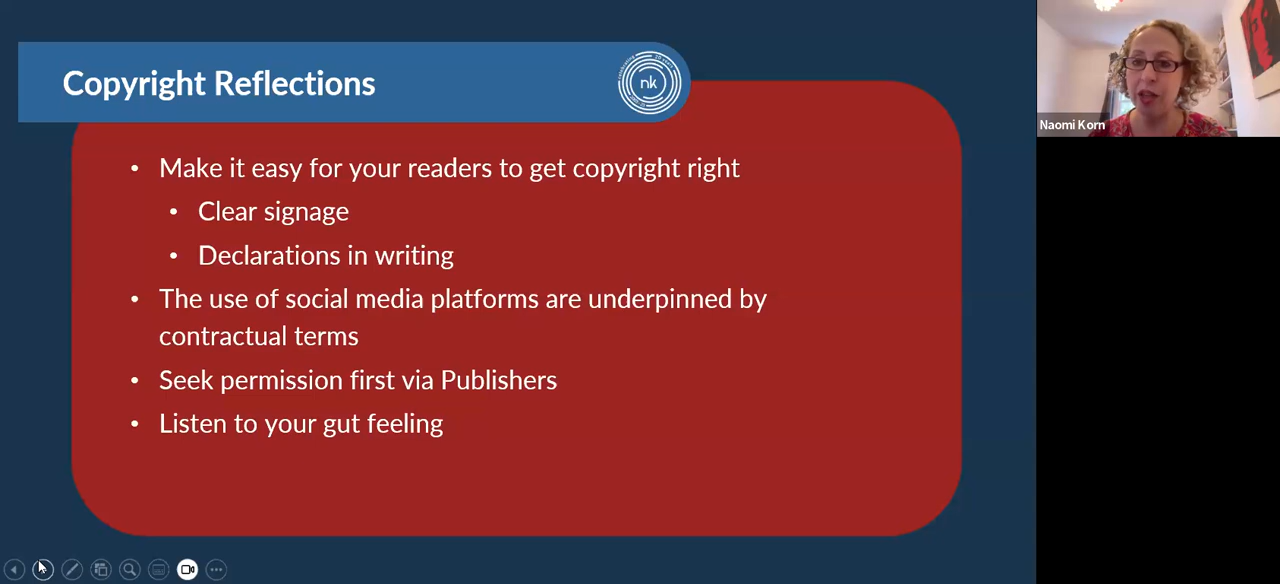 Copyright Reflections
nk
• Make it easy for your readers to get copyright right
• Clear signage
• Declarations in writing
• The use of social media platforms are underpinned by
contractual terms
• Seek permission first via Publishers
• Listen to your gut feeling
Naomi Korn